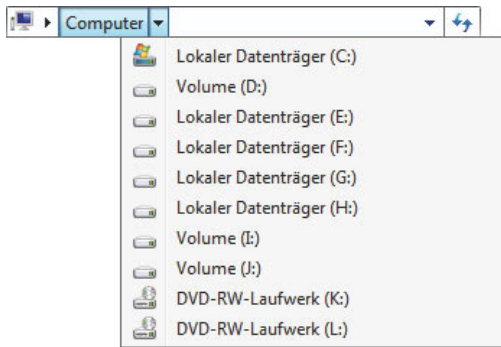 Computer
Lokaler Datenträger (C:)
Volume (D:)
Lokaler Datenträger (E:)
Lokaler Datenträger (F:)
Lokaler Datenträger (G:)
Lokaler Datenträger (H:)
Volume (I:)
Volume (J:)
DVD-RW-Laufwerk (K:)
DVD-RW-Laufwerk (L:)